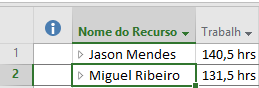 Nome do Recurso Trabalh
1 Jason Mendes 140,5 hrs
2 Miguel Ribeiro 131,5 hrs